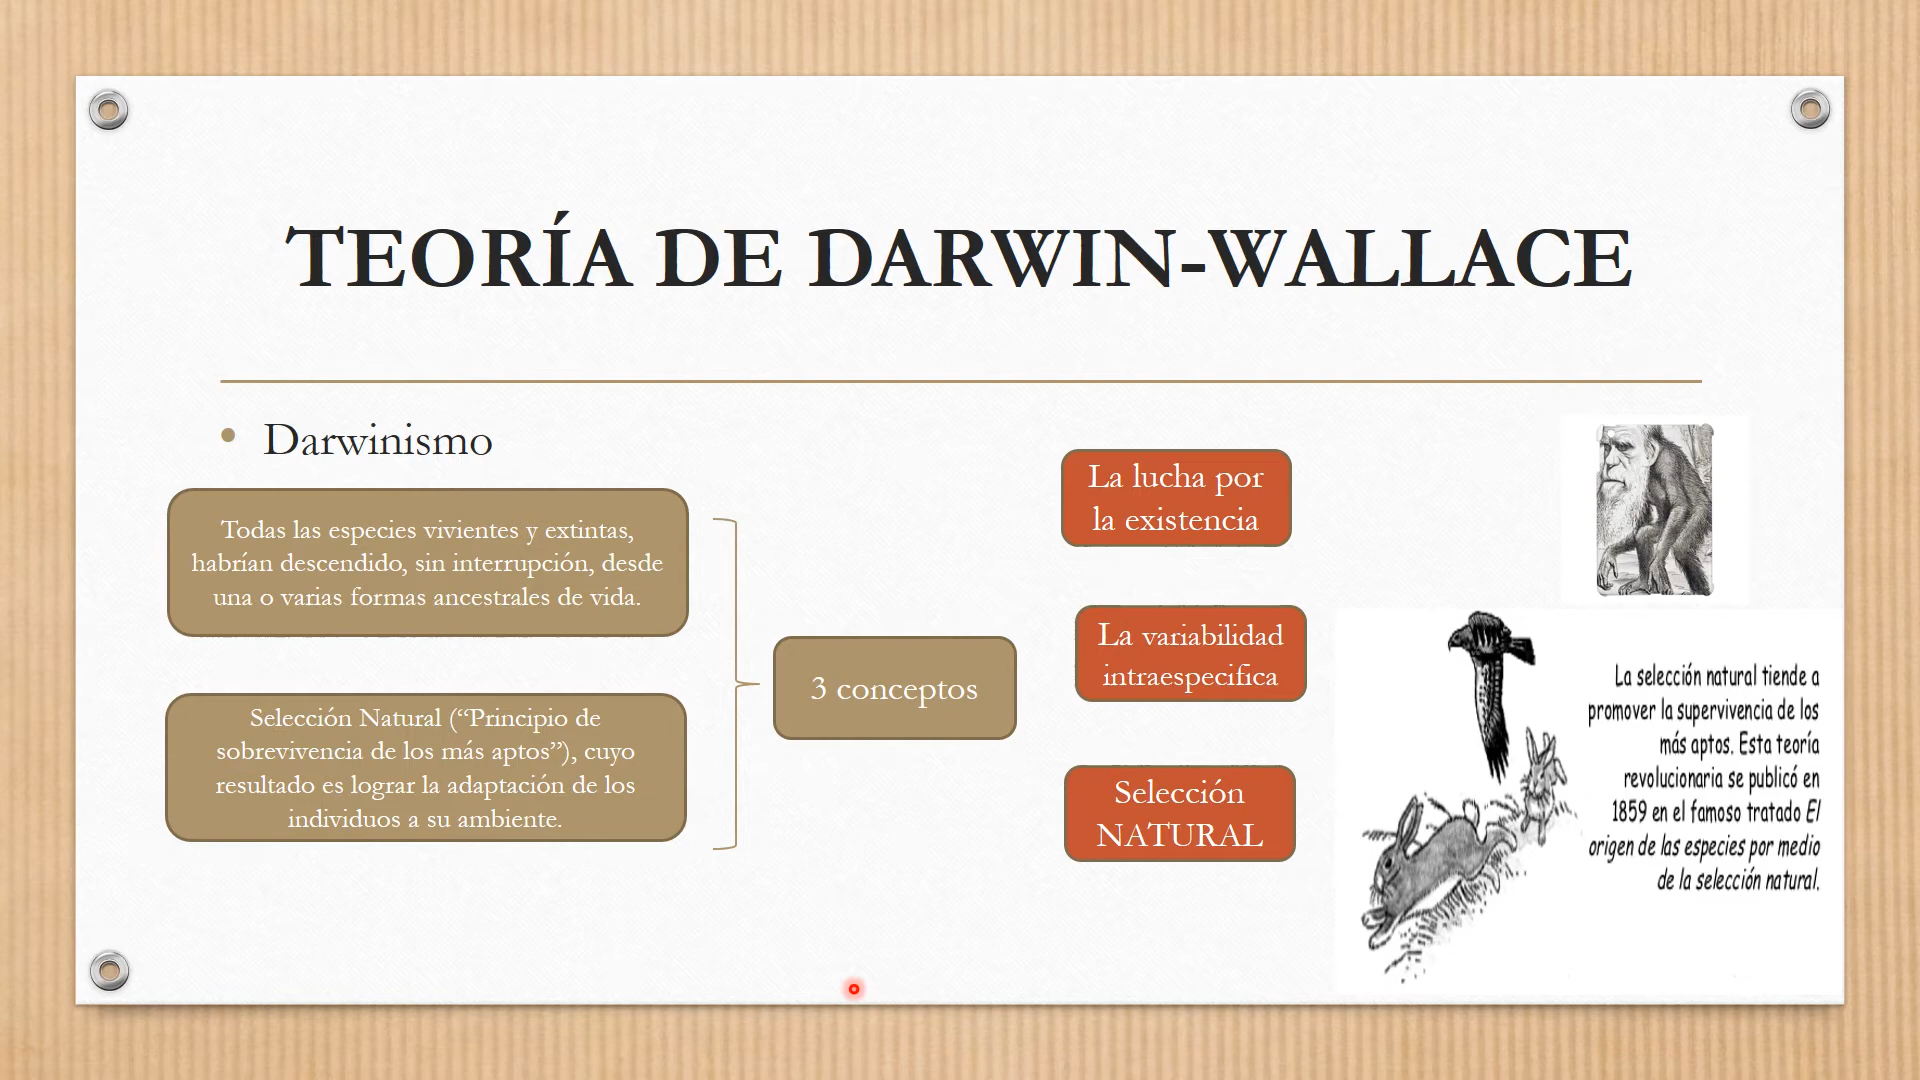 TEORÍA DE DARWIN-WALLACE
• Darwinismo
Todas las especies vivientes y extintas,
habrían descendido, sin interrupción, desde
una o varias formas ancestrales de vida.
Selección Natural (“Principio de
sobrevivencia de los más aptos”), cuyo
resultado es lograr la adaptación de los
individuos a su ambiente.
3 conceptos
La lucha por
la existencia
La variabilidad
intraespecifica
Selección
NATURAL
La selección natural tiende a
promover la supervivencia de los
más aptos. Esta teoría
revolucionaria se publicó en
1859 en el famoso tratado El
origen de las especies por medio
de la selección natural.